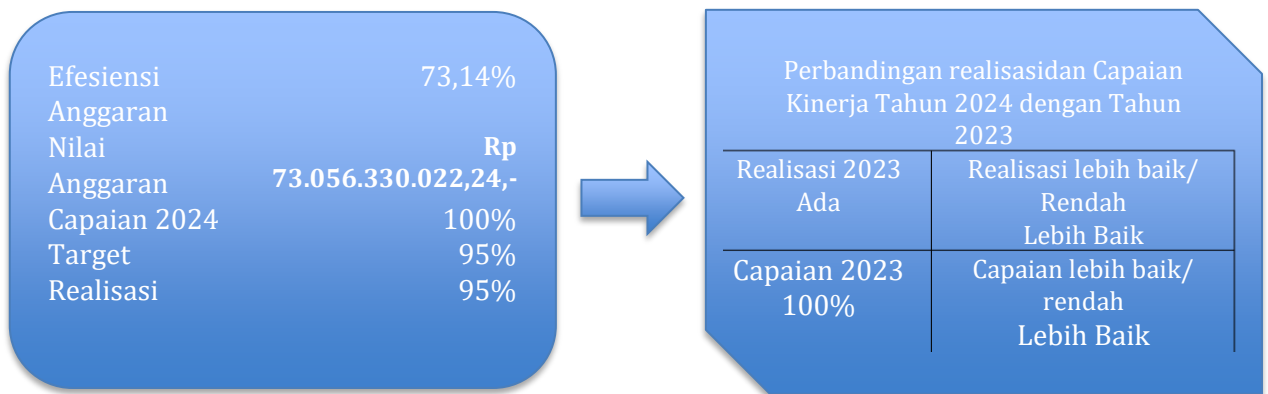 Efesiensi 73,14%
Anggaran
Nilai Rp
Anggaran 73.056.330.022,24,-
Capaian 2024 100%
Target 95%
Realisasi 95%
Perbandingan realisasidan Capaian
Kinerja Tahun 2024 dengan Tahun
2023
Realisasi 2023 Realisasi lebih baik/
Ada Rendah
Lebih Baik
Capaian 2023 Capaian lebih baik/
100% rendah
Lebih Baik